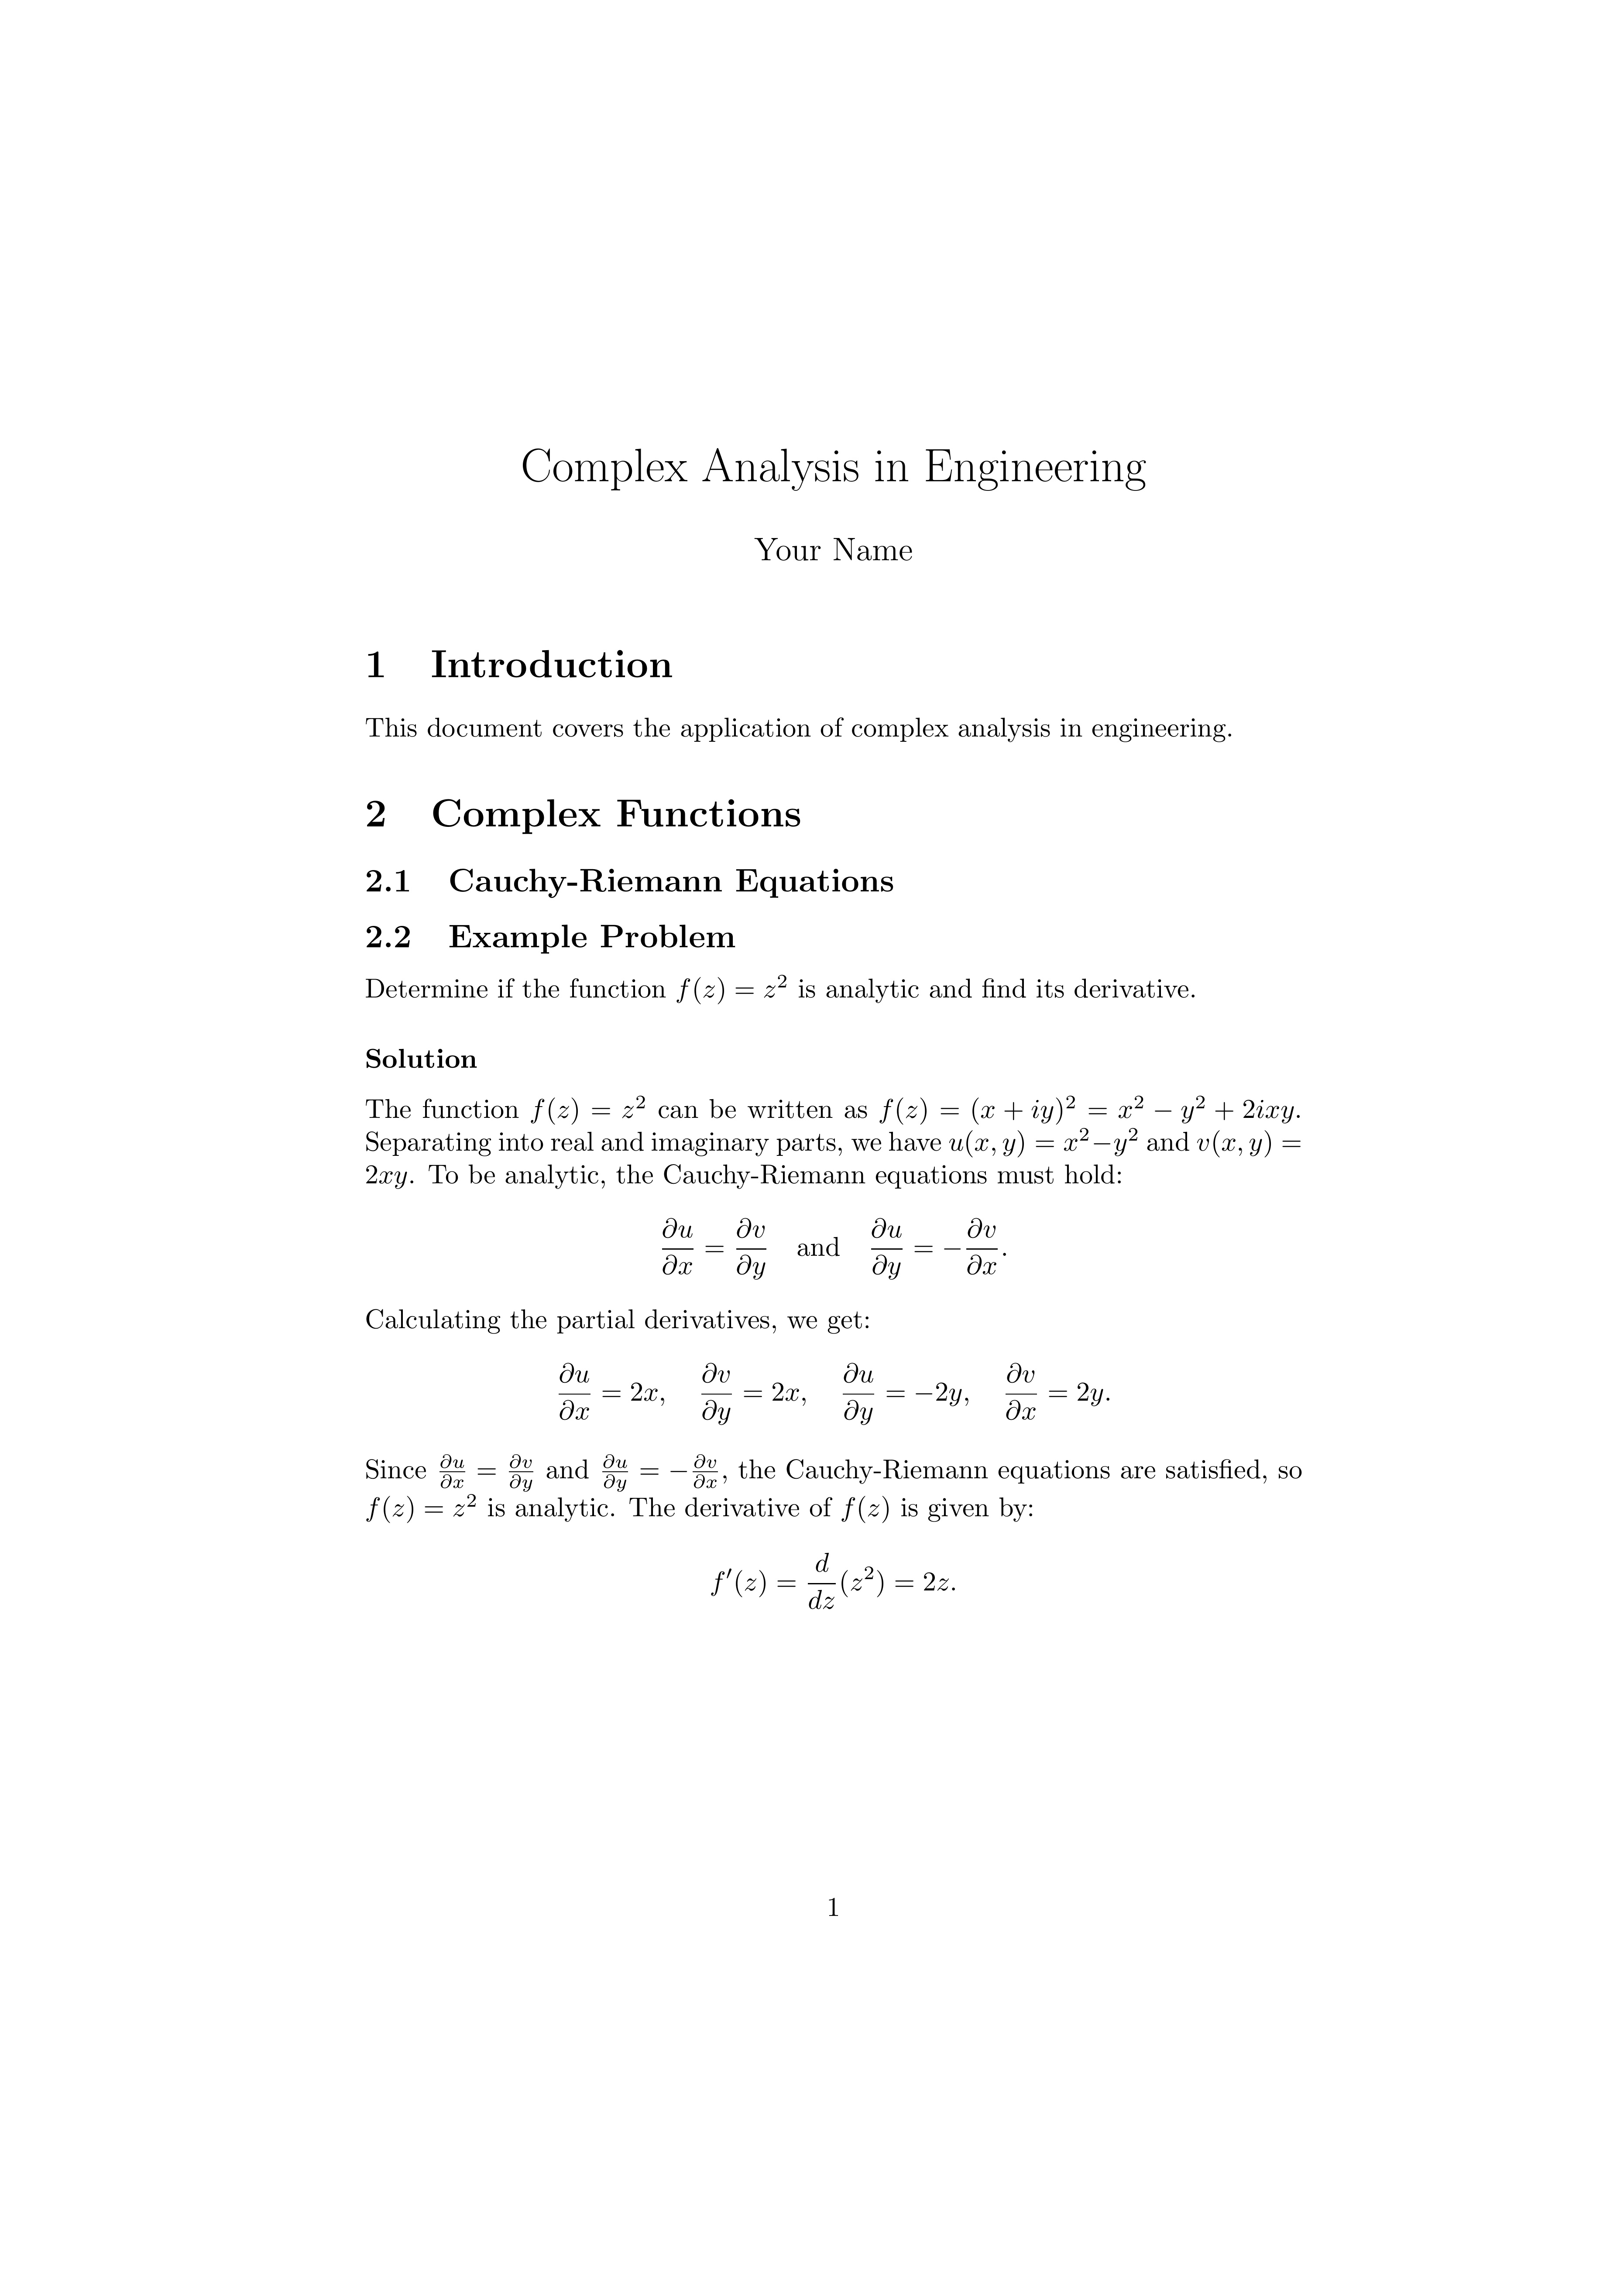 Complex Analysis in Engineering
Your Name
1 Introduction
This document covers the application of complex analysis in engineering.
2 Complex Functions
2.1 Cauchy-Riemann Equations
2.2 Example Problem
Determine if the function $f(z) = z^2$ is analytic and find its derivative.
Solution
The function $f(z) = z^2$ can be written as $f(z) = (x + iy)^2 = x^2 - y^2 + 2ixy$.
Separating into real and imaginary parts, we have $u(x, y) = x^2 - y^2$ and $v(x, y) =$
$2xy$. To be analytic, the Cauchy-Riemann equations must hold:
$\frac{\partial u}{\partial x} = \frac{\partial v}{\partial y}$ and $\frac{\partial u}{\partial y} = -\frac{\partial v}{\partial x}.$
Calculating the partial derivatives, we get:
$\frac{\partial u}{\partial x} = 2x, \quad \frac{\partial v}{\partial y} = 2x, \quad \frac{\partial u}{\partial y} = -2y, \quad \frac{\partial v}{\partial x} = 2y.$
Since $\frac{\partial u}{\partial x} = \frac{\partial v}{\partial y}$ and $\frac{\partial u}{\partial y} = -\frac{\partial v}{\partial x}$, the Cauchy-Riemann equations are satisfied, so
$f(z) = z^2$ is analytic. The derivative of $f(z)$ is given by:
$f'(z) = \frac{d}{dz}(z^2) = 2z.$
1